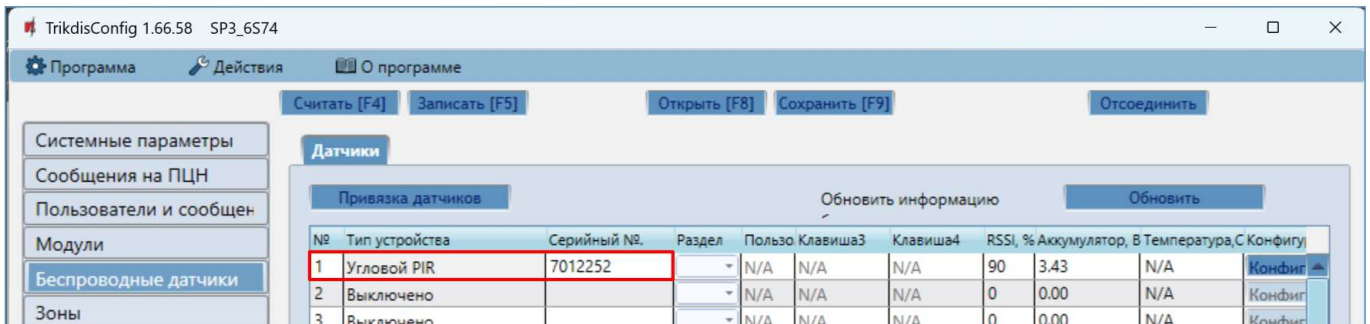 TrikdisConfig 1.66.58 SP3_6S74
Программа Действия О программе
Считать [F4] Записать [F5] Открыть [F8] Сохранить [F9] Отсоединить
Системные параметры
Сообщения на ПЦН
Пользователи и сообщен
Модули
Беспроводные датчики
Зоны
Датчики
Привязка датчиков Обновить информацию Обновить
№ Тип устройства Серийный №. Раздел Пользо Клавиша3 Клавиша4 RSSI, % Аккумулятор, В Температура,С Конфигу
1 Угловой PIR 7012252 N/A N/A N/A 90 3.43 N/A Конфиг
2 Выключено N/A N/A N/A 0 0.00 N/A Конфиг
3 Выключено N/A N/A N/A 0 0.00 N/A Конфиг